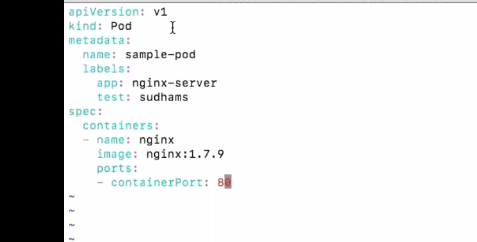 apiVersion: v1
kind: Pod
metadata:
  name: sample-pod
  labels:
    app: nginx-server
    test: sudhams
spec:
  containers:
  - name: nginx
    image: nginx:1.7.9
    ports:
    - containerPort: 80
~
~
~
~